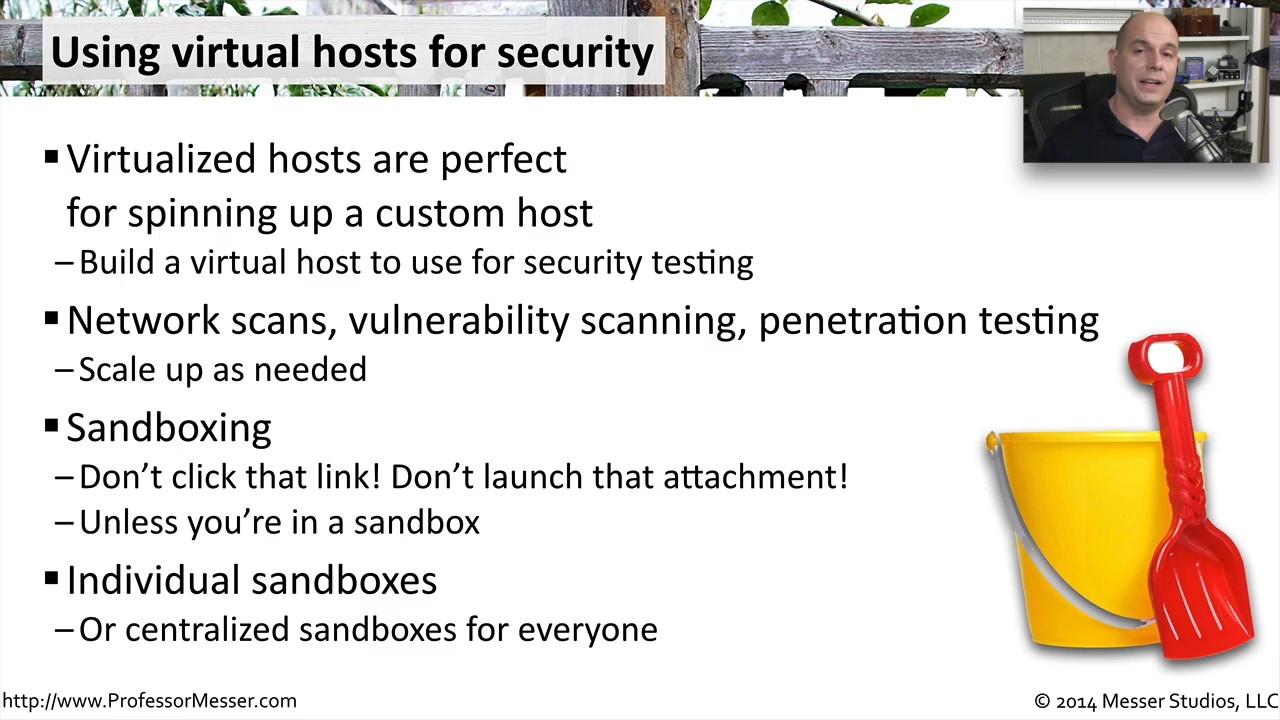 Using virtual hosts for security
▪ Virtualized hosts are perfect
for spinning up a custom host
– Build a virtual host to use for security testing
▪ Network scans, vulnerability scanning, penetration testing
– Scale up as needed
▪ Sandboxing
– Don’t click that link! Don’t launch that attachment!
– Unless you’re in a sandbox
▪ Individual sandboxes
– Or centralized sandboxes for everyone
http://www.ProfessorMesser.com
© 2014 Messer Studios, LLC